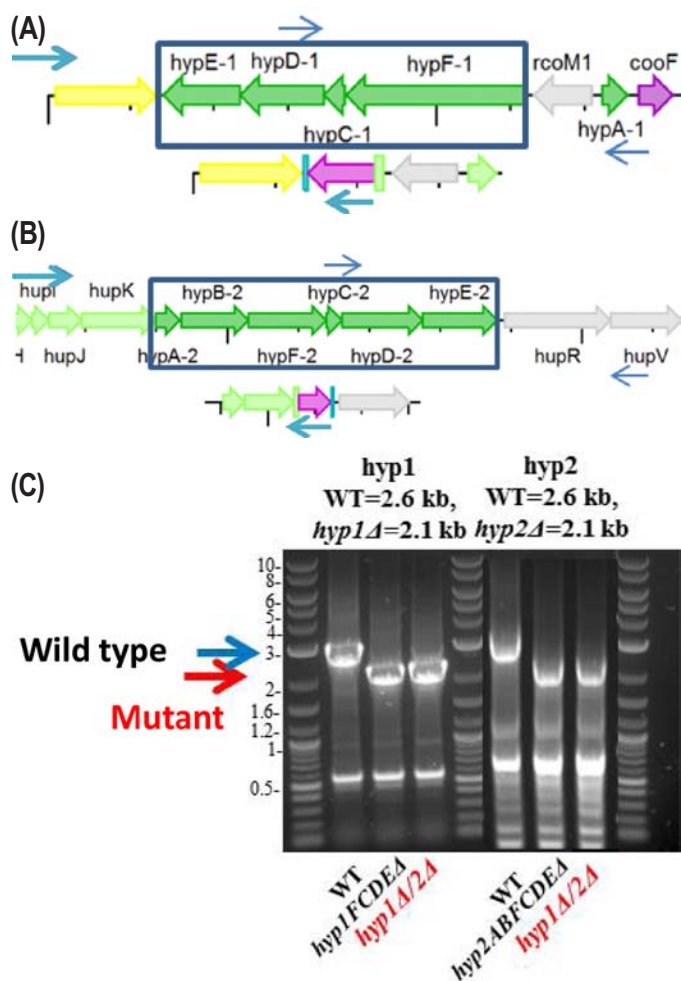 (A)
hypE-1 hypD-1 hypF-1 rcoM1 cooF
hypC-1 hypA-1
(B)
hupI hupK hypB-2 hypC-2 hypE-2
H hupJ hypA-2 hypF-2 hypD-2 hupR hupV
(C)
hyp1 hyp2
WT=2.6 kb, WT=2.6 kb,
hyp1Δ=2.1 kb hyp2Δ=2.1 kb
10-
8-
6-
5-
4-
Wild type 3-
2-
Mutant
1.6-
1.2-
1-
0.5-
WT
hyp1FCDEΔ
hyp1Δ/2Δ
WT
hyp2ABFCDEΔ
hyp1Δ/2Δ